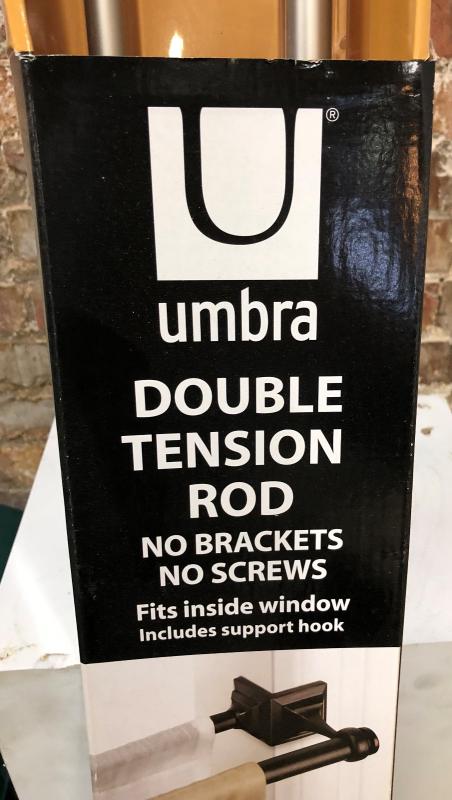 U®
umbra
DOUBLE
TENSION
ROD
NO BRACKETS
NO SCREWS
Fits inside window
Includes support hook